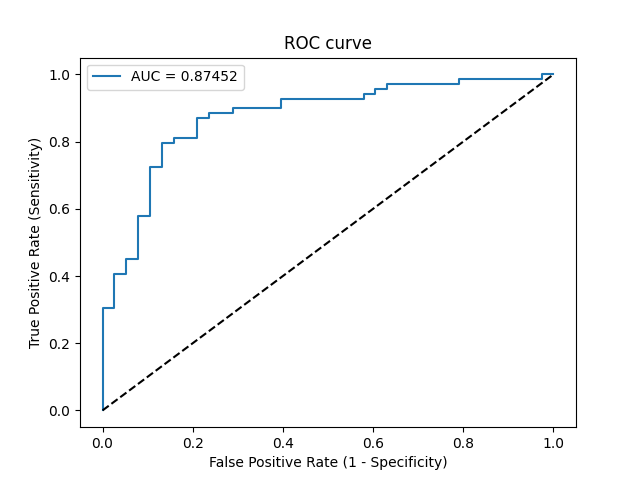 ROC curve
AUC = 0.87452
True Positive Rate (Sensitivity)
1.0
0.8
0.6
0.4
0.2
0.0
0.0 0.2 0.4 0.6 0.8 1.0
False Positive Rate (1 - Specificity)